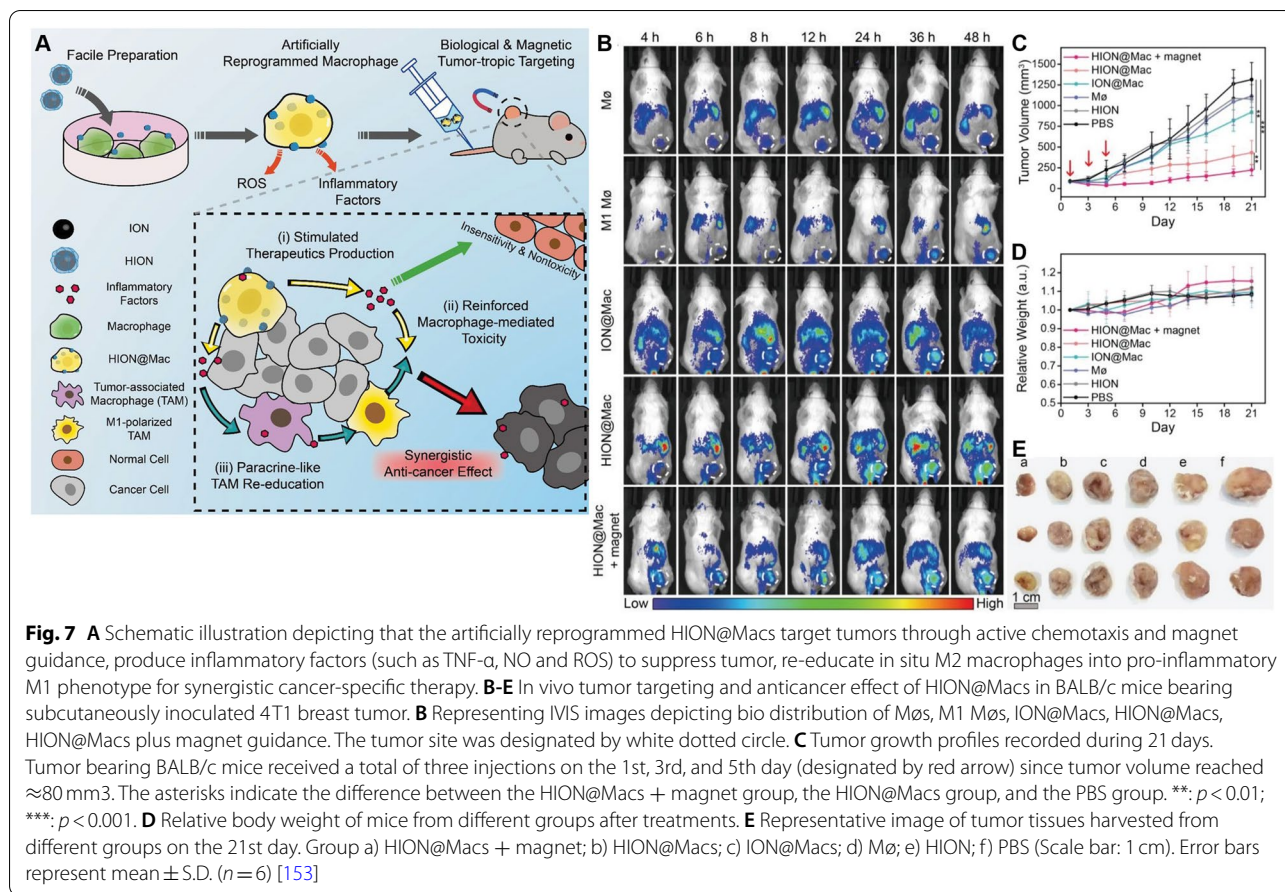 A
Facile Preparation
Artificially
Reprogrammed Macrophage
Biological & Magnetic
Tumor-tropic Targeting
ROS
Inflammatory
Factors
ION
HION
Inflammatory
Factors
Macrophage
HION@Mac
Tumor-associated
Macrophage (TAM)
M1-polarized
TAM
Normal Cell
Cancer Cell
(i) Stimulated
Therapeutics Production
Insensitivity & Nontoxicity
(ii) Reinforced
Macrophage-mediated
Toxicity
(iii) Paracrine-like
TAM Re-education
Synergistic
Anti-cancer Effect
B
4 h 6 h 8 h 12 h 24 h 36 h 48 h
Mø
M1 Mø
ION@Mac
HION@Mac
HION@Mac
+ magnet
Low High
C
Tumor Volume (mm³)
1750
1500
1250
1000
750
500
250
0
HION@Mac + magnet
HION@Mac
ION@Mac
Mø
HION
PBS
**
***
**
0 3 6 9 12 15 18 21
Day
D
Relative Weight (a.u.)
1.2
1.1
1.0
0.9
0.8
0.7
0.6
0.5
HION@Mac + magnet
HION@Mac
ION@Mac
Mø
HION
PBS
0 3 6 9 12 15 18 21
Day
E
a b c d e f
1 cm
Fig. 7 A Schematic illustration depicting that the artificially reprogrammed HION@Macs target tumors through active chemotaxis and magnet
guidance, produce inflammatory factors (such as TNF-α, NO and ROS) to suppress tumor, re-educate in situ M2 macrophages into pro-inflammatory
M1 phenotype for synergistic cancer-specific therapy. B-E In vivo tumor targeting and anticancer effect of HION@Macs in BALB/c mice bearing
subcutaneously inoculated 4T1 breast tumor. B Representing IVIS images depicting bio distribution of Møs, M1 Møs, ION@Macs, HION@Macs,
HION@Macs plus magnet guidance. The tumor site was designated by white dotted circle. C Tumor growth profiles recorded during 21 days.
Tumor bearing BALB/c mice received a total of three injections on the 1st, 3rd, and 5th day (designated by red arrow) since tumor volume reached
≈80 mm3. The asterisks indicate the difference between the HION@Macs + magnet group, the HION@Macs group, and the PBS group. **: p < 0.01;
***: p < 0.001. D Relative body weight of mice from different groups after treatments. E Representative image of tumor tissues harvested from
different groups on the 21st day. Group a) HION@Macs + magnet; b) HION@Macs; c) ION@Macs; d) Mø; e) HION; f) PBS (Scale bar: 1 cm). Error bars
represent mean ± S.D. (n = 6) [153]